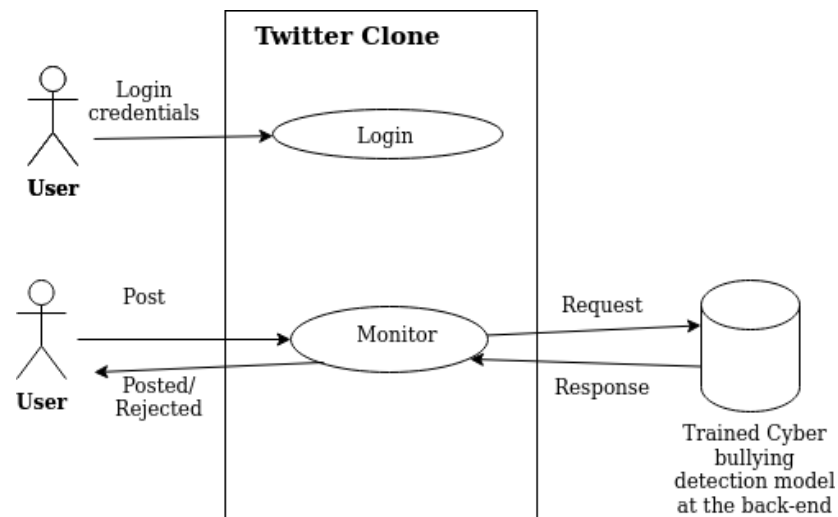 Twitter Clone
Login
credentials
Login
User
Post
Monitor
Request
Posted/
Rejected
Response
User
Trained Cyber
bullying
detection model
at the back-end